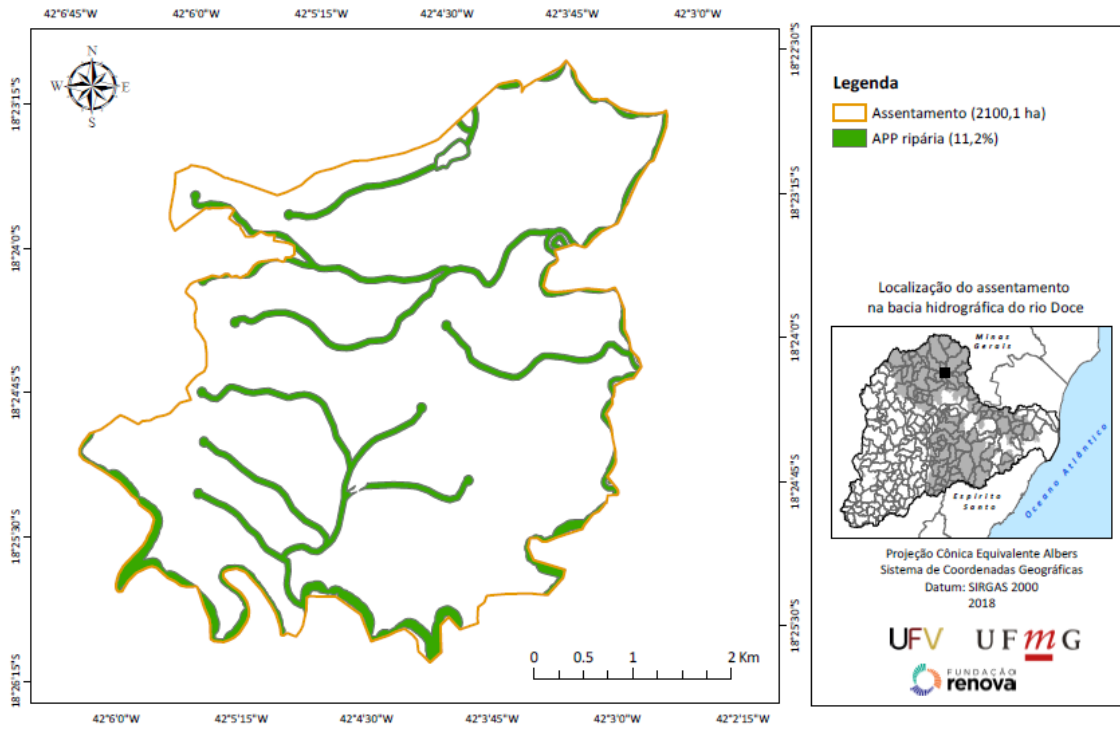 42°6'45"W 42°6'0"W 42°5'15"W 42°4'30"W 42°3'45"W 42°3'0"W
N
W E
S
18°23'15"S
18°24'0"S
18°24'45"S
18°25'30"S
18°26'15"S
18°22'30"S
18°23'15"S
18°24'0"S
18°24'45"S
18°25'30"S
0 0.5 1 2 Km
42°6'0"W 42°5'15"W 42°4'30"W 42°3'45"W 42°3'0"W 42°2'15"W
Legenda
Assentamento (2100,1 ha)
APP ripária (11,2%)
Localização do assentamento
na bacia hidrográfica do rio Doce
Minas
Gerais
Espírito
Santo
Oceano Atlântico
Projeção Cônica Equivalente Albers
Sistema de Coordenadas Geográficas
Datum: SIRGAS 2000
2018
UFV UFmG
FUNDAÇÃO
renova